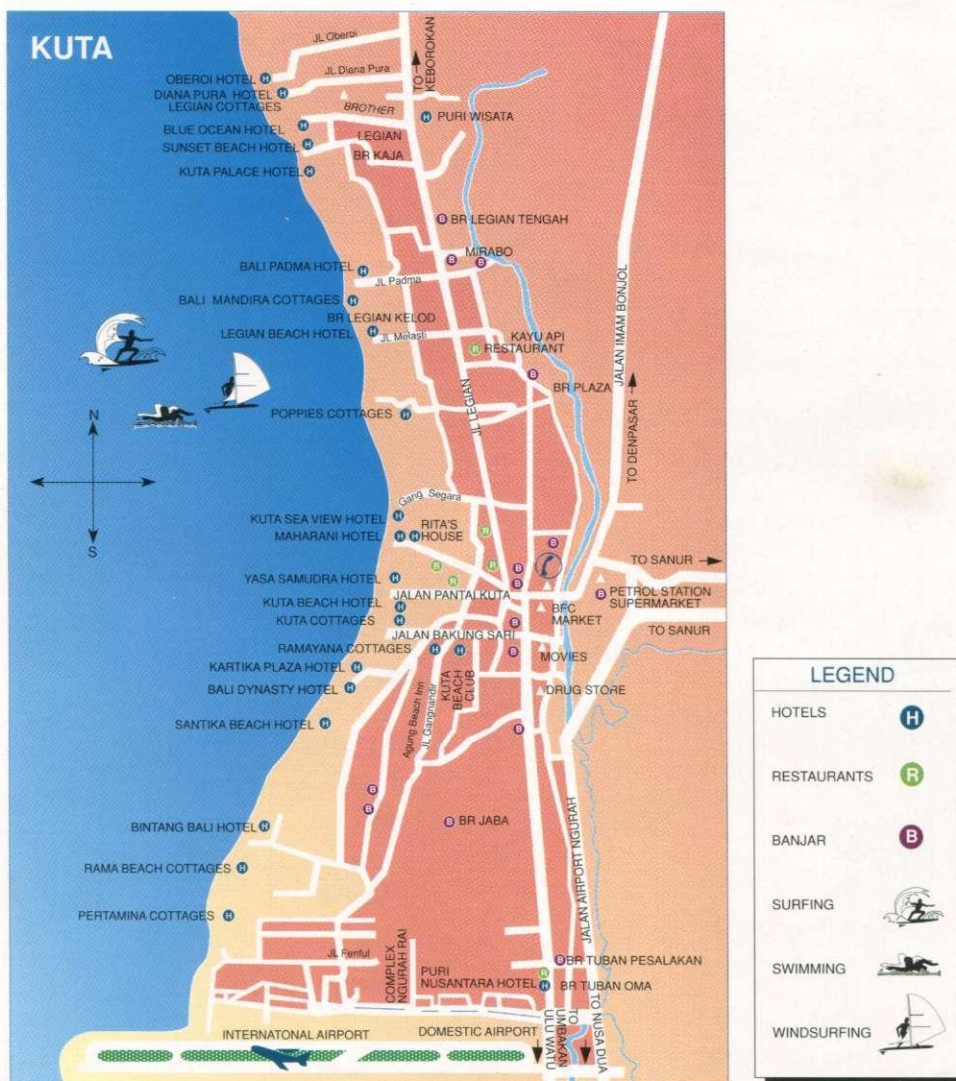 KUTA
JL Oberoi
TO
KEBOROKAN
OBEROI HOTEL H
JL Diana Pura
DIANA PURA HOTEL H
LEGIAN COTTAGES
BROTHER
H PURI WISATA
BLUE OCEAN HOTEL H
LEGIAN
SUNSET BEACH HOTEL H
BR KAJA
KUTA PALACE HOTEL H
B BR LEGIAN TENGAH
MIRABO
B B
BALI PADMA HOTEL H
JL Padma
BALI MANDIRA COTTAGES H
BR LEGIAN KELOD
LEGIAN BEACH HOTEL H
JL Melasti
KAYU API
R RESTAURANT
JALAN IMAM BONJOL
B
BR PLAZA
N
S
POPPIES COTTAGES H
JL LEGIAN
TO DENPASAR
Gang Segara
KUTA SEA VIEW HOTEL H
RITA'S
HOUSE
MAHARANI HOTEL H H
R
B
R R B
TO SANUR
YASA SAMUDRA HOTEL H
R B
B PETROL STATION
SUPERMARKET
JALAN PANTAI KUTA
KUTA BEACH HOTEL H
BFC
MARKET
KUTA COTTAGES H
B
TO SANUR
JALAN BAKUNG SARI
RAMAYANA COTTAGES H H B
MOVIES
KARTIKA PLAZA HOTEL H
KUTA
BEACH
CLUB
BALI DYNASTY HOTEL H
DRUG STORE
SANTIKA BEACH HOTEL H
Agung Beach Inn
JL Gangnandir
B
B
B
BINTANG BALI HOTEL H
B BR JABA
RAMA BEACH COTTAGES H
JALAN AIRPORT NGURAH
PERTAMINA COTTAGES H
JL Fenful
COMPLEX
NGURAH RAI
B BR TUBAN PESALAKAN
PURI
NUSANTARA HOTEL
R
H BR TUBAN OMA
INTERNATONAL AIRPORT
DOMESTIC AIRPORT
ULU WATU
UMBAKAN
TO
TO NUSA DUA
LEGEND
HOTELS H
RESTAURANTS R
BANJAR B
SURFING
SWIMMING
WINDSURFING